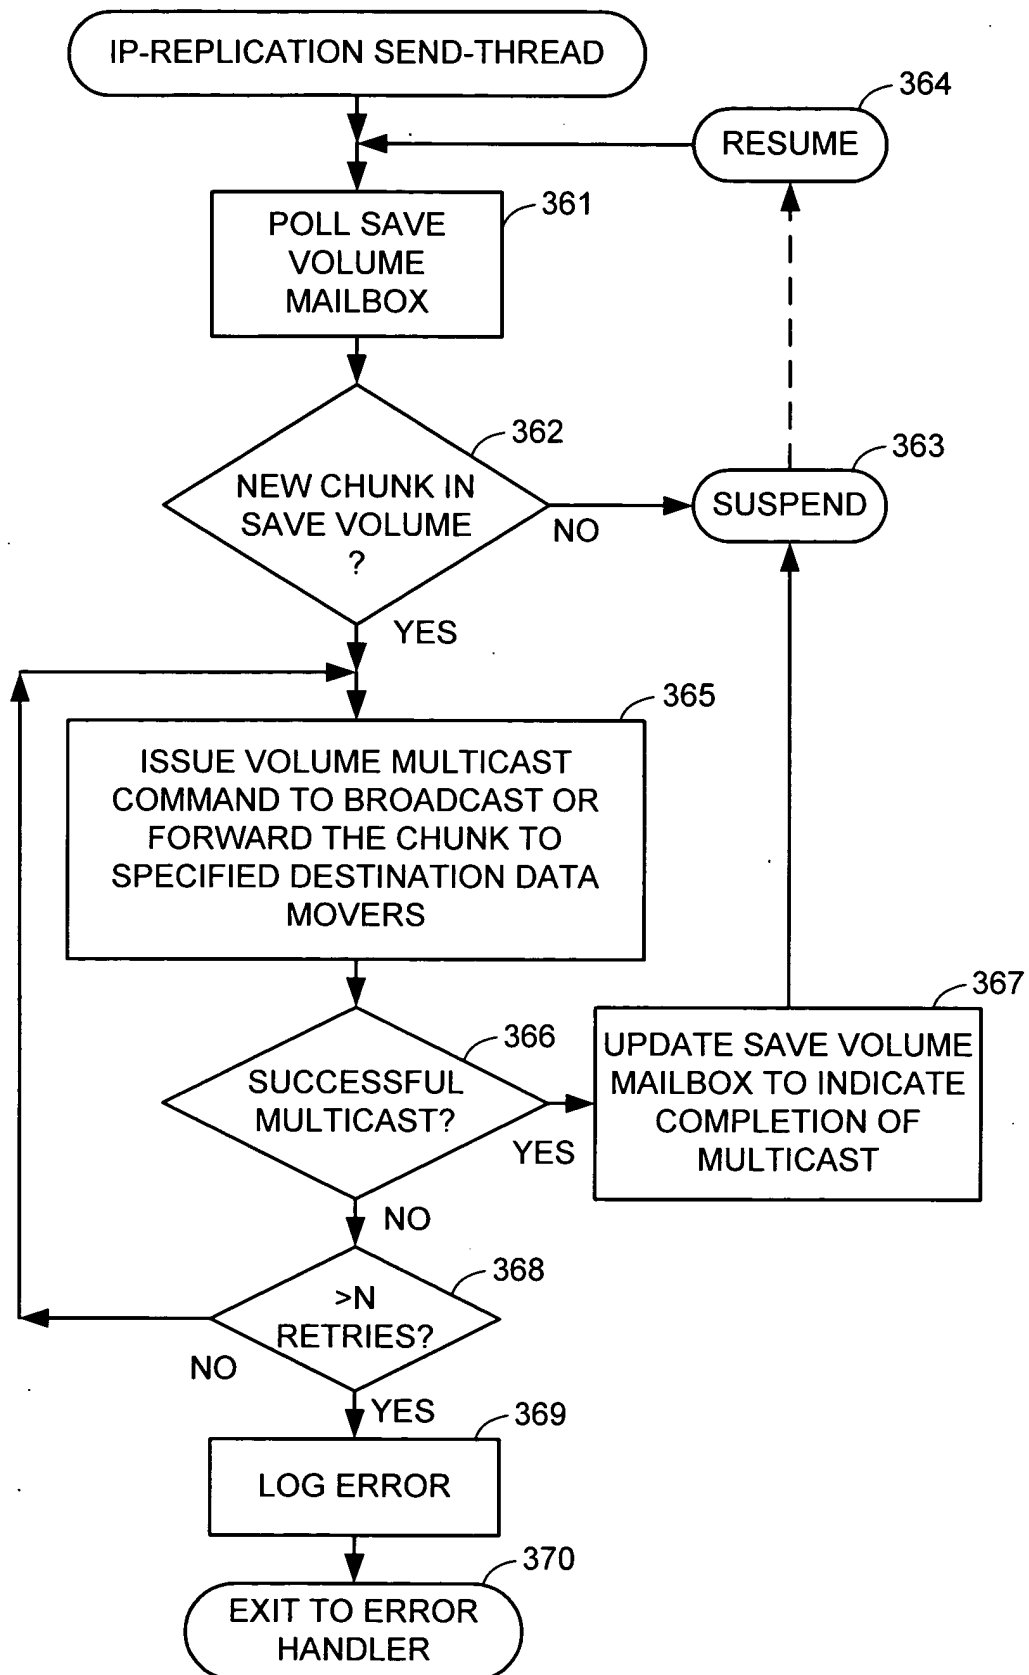 IP-REPLICATION SEND-THREAD
364
RESUME
361
POLL SAVE
VOLUME
MAILBOX
362
NEW CHUNK IN
SAVE VOLUME
?
NO
363
SUSPEND
YES
365
ISSUE VOLUME MULTICAST
COMMAND TO BROADCAST OR
FORWARD THE CHUNK TO
SPECIFIED DESTINATION DATA
MOVERS
366
SUCCESSFUL
MULTICAST?
YES
367
UPDATE SAVE VOLUME
MAILBOX TO INDICATE
COMPLETION OF
MULTICAST
NO
368
>N
RETRIES?
NO
YES
369
LOG ERROR
370
EXIT TO ERROR
HANDLER